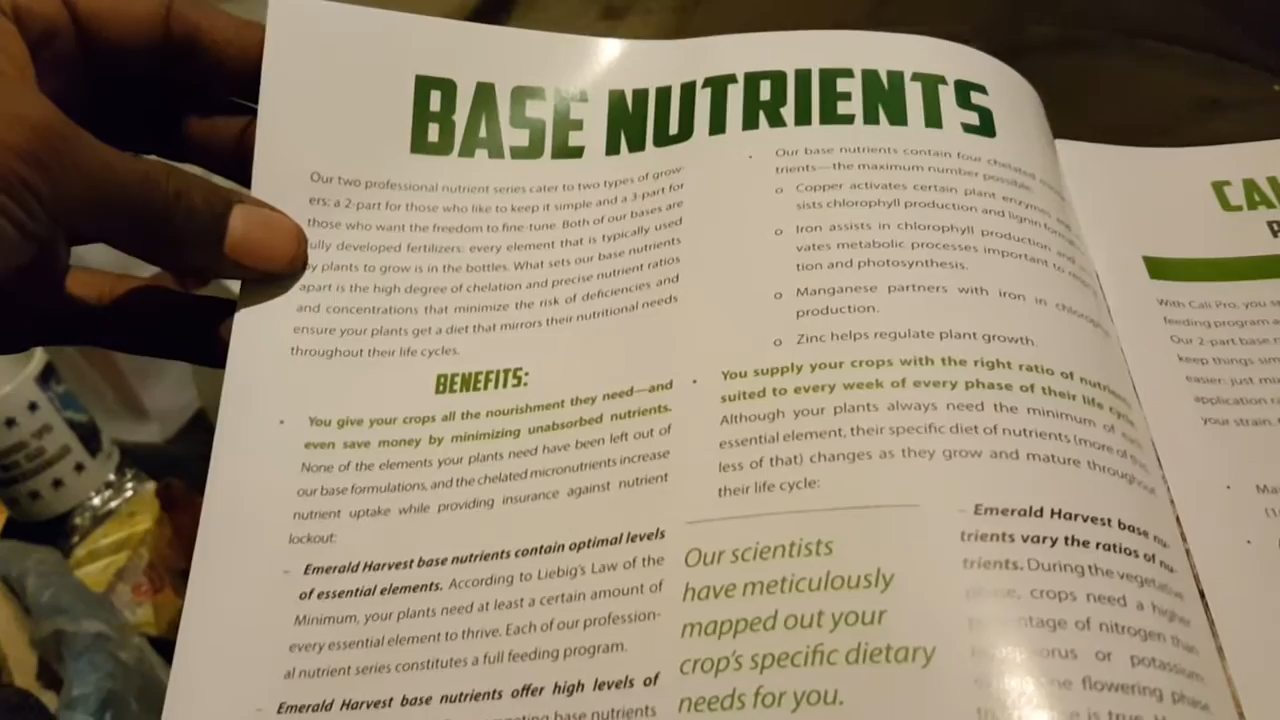 BASE NUTRIENTS
Our two professional nutrient series cater to two types of grow-
ers: a 2-part for those who like to keep it simple and a 3-part for
those who want the freedom to fine-tune. Both of our bases are
fully developed fertilizers: every element that is typically used
by plants to grow is in the bottles. What sets our base nutrients
apart is the high degree of chelation and precise nutrient ratios
and concentrations that minimize the risk of deficiencies and
ensure your plants get a diet that mirrors their nutritional needs
throughout their life cycles.
BENEFITS:
• You give your crops all the nourishment they need—and
even save money by minimizing unabsorbed nutrients.
None of the elements your plants need have been left out of
our base formulations, and the chelated micronutrients increase
nutrient uptake while providing insurance against nutrient
lockout:
– Emerald Harvest base nutrients contain optimal levels
of essential elements. According to Liebig's Law of the
Minimum, your plants need at least a certain amount of
every essential element to thrive. Each of our profession-
al nutrient series constitutes a full feeding program.
– Emerald Harvest base nutrients offer high levels of
base nutrients
• Our base nutrients contain four chelated
trients—the maximum number possible.
o Copper activates certain plant enzymes
sists chlorophyll production and lignin
o Iron assists in chlorophyll production and
vates metabolic processes important to
tion and photosynthesis.
o Manganese partners with iron in
production.
o Zinc helps regulate plant growth.
• You supply your crops with the right ratio of
suited to every week of every phase of their life
Although your plants always need the minimum of
essential element, their specific diet of nutrients (more of
less of that) changes as they grow and mature throughout
their life cycle:
Our scientists
have meticulously
mapped out your
crop's specific dietary
needs for you.
– Emerald Harvest base nu-
trients vary the ratios of nu-
trients. During the vegetative
crops need a higher
of nitrogen than
or potassium
flowering phase
is true
With Cali Pro, you
feeding program
Our 2-part base
keep things
easier: just
application
your strain.